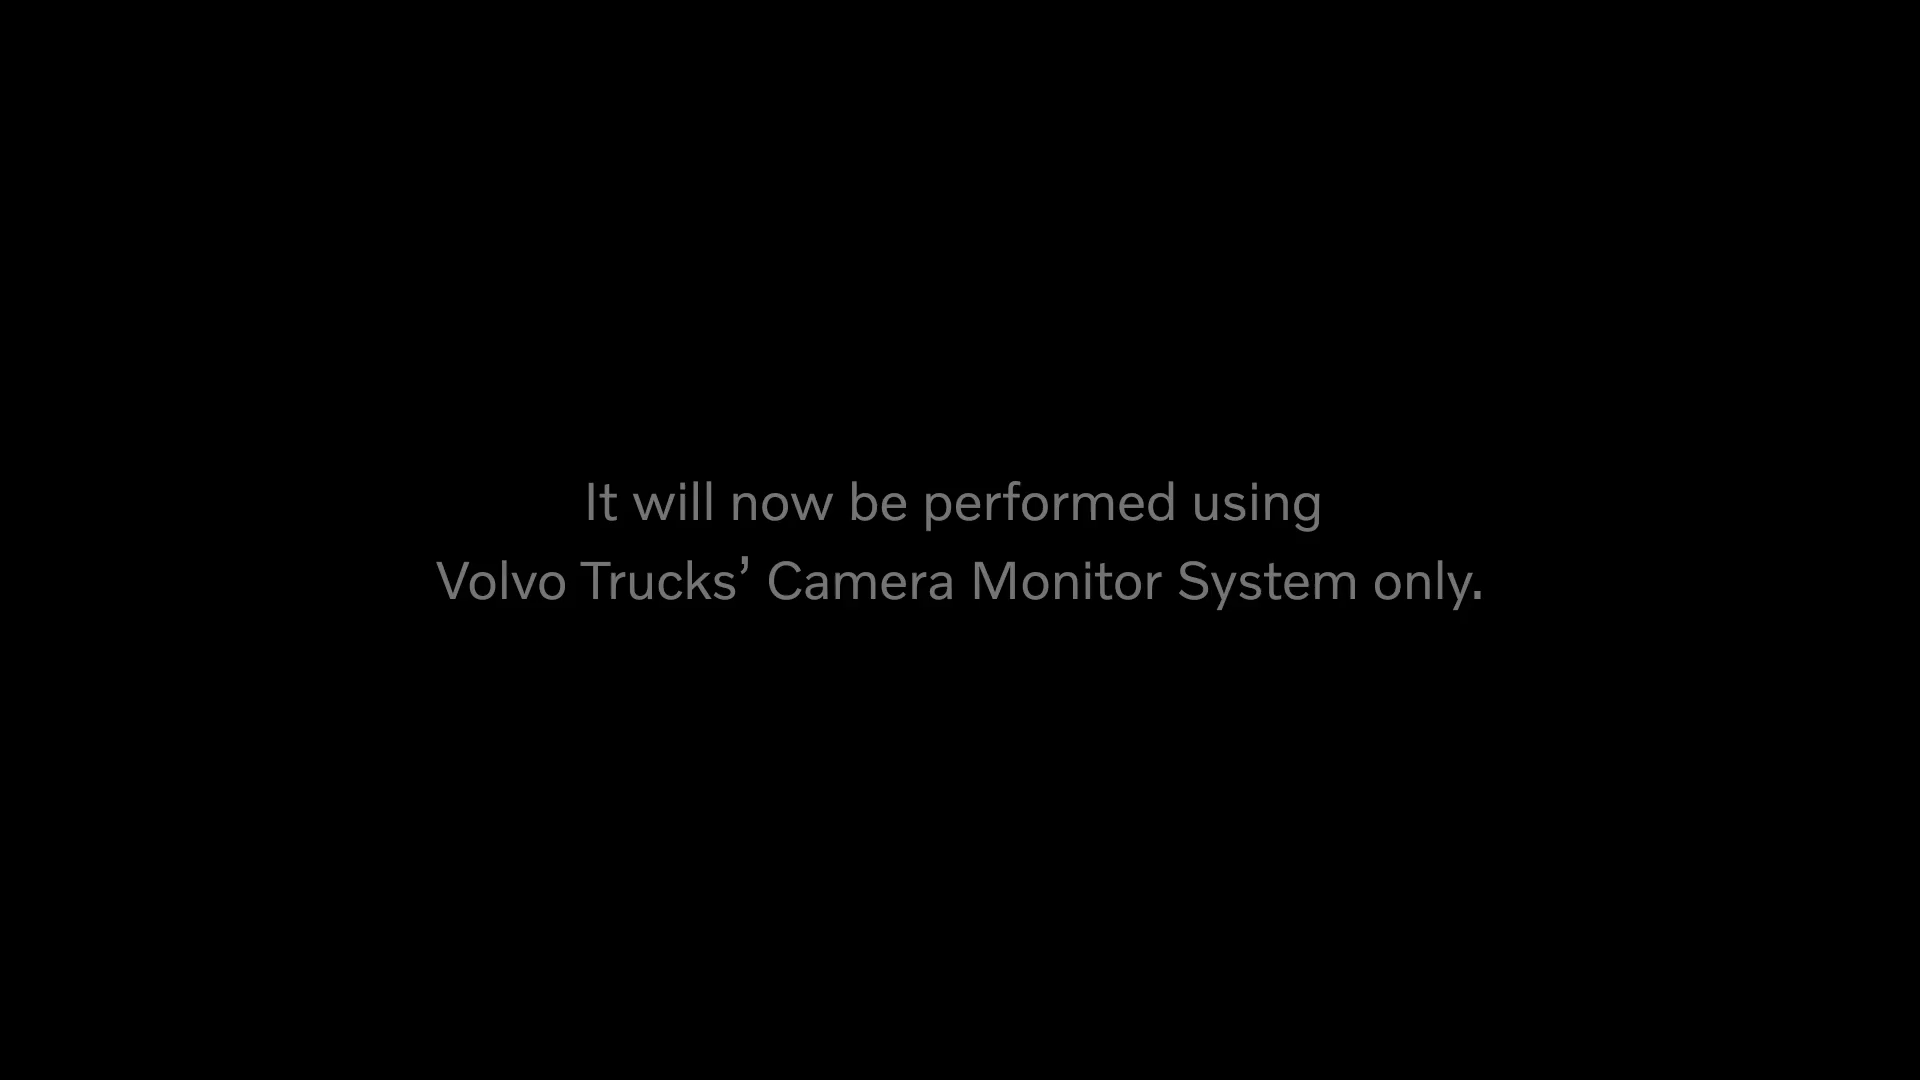 It will now be performed using
Volvo Trucks’ Camera Monitor System only.